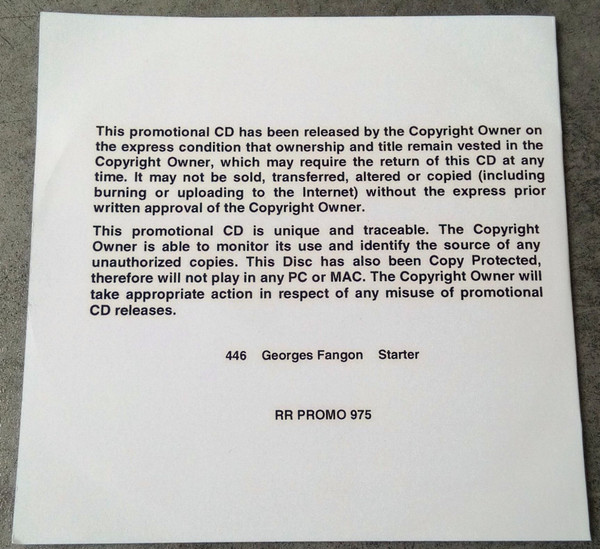 This promotional CD has been released by the Copyright Owner on
the express condition that ownership and title remain vested in the
Copyright Owner, which may require the return of this CD at any
time. It may not be sold, transferred, altered or copied (including
burning or uploading to the Internet) without the express prior
written approval of the Copyright Owner.
This promotional CD is unique and traceable. The Copyright
Owner is able to monitor its use and identify the source of any
unauthorized copies. This Disc has also been Copy Protected,
therefore will not play in any PC or MAC. The Copyright Owner will
take appropriate action in respect of any misuse of promotional
CD releases.
446 Georges Fangon Starter
RR PROMO 975